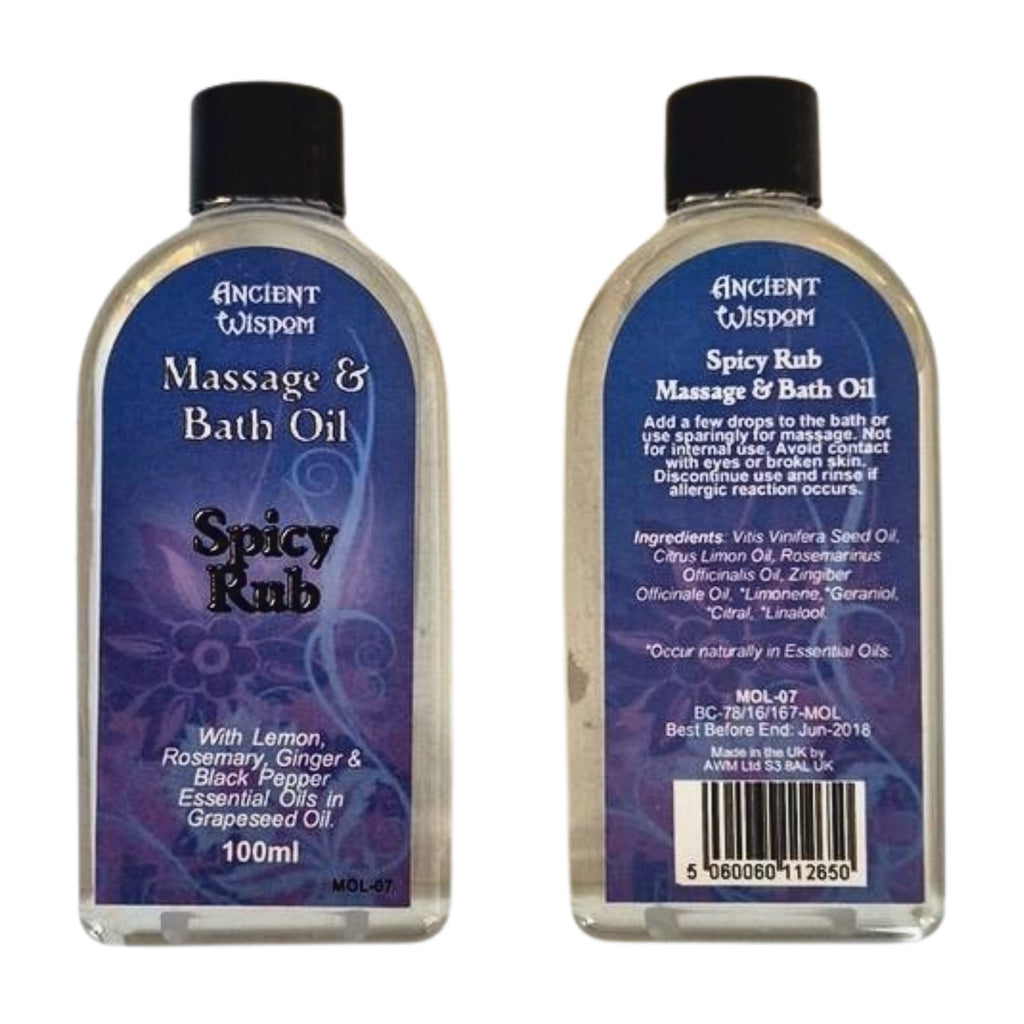 ANCIENT
WISDOM
Massage &
Bath Oil
Spicy
Rub
With Lemon,
Rosemary, Ginger &
Black Pepper
Essential Oils in
Grapeseed Oil.
100ml
MOL-07
ANCIENT
WISDOM
Spicy Rub
Massage & Bath Oil
Add a few drops to the bath or
use sparingly for massage. Not
for internal use. Avoid contact
with eyes or broken skin.
Discontinue use and rinse if
allergic reaction occurs.
Ingredients: Vitis Vinifera Seed Oil,
Citrus Limon Oil, Rosemarinus
Officinalis Oil, Zingiber
Officinale Oil, *Limonene,*Geraniol,
*Citral, *Linalool.
*Occur naturally in Essential Oils.
MOL-07
BC-78/16/167-MOL
Best Before End: Jun-2018
Made in the UK by
AWM Ltd S3 8AL UK
5 060060 112650